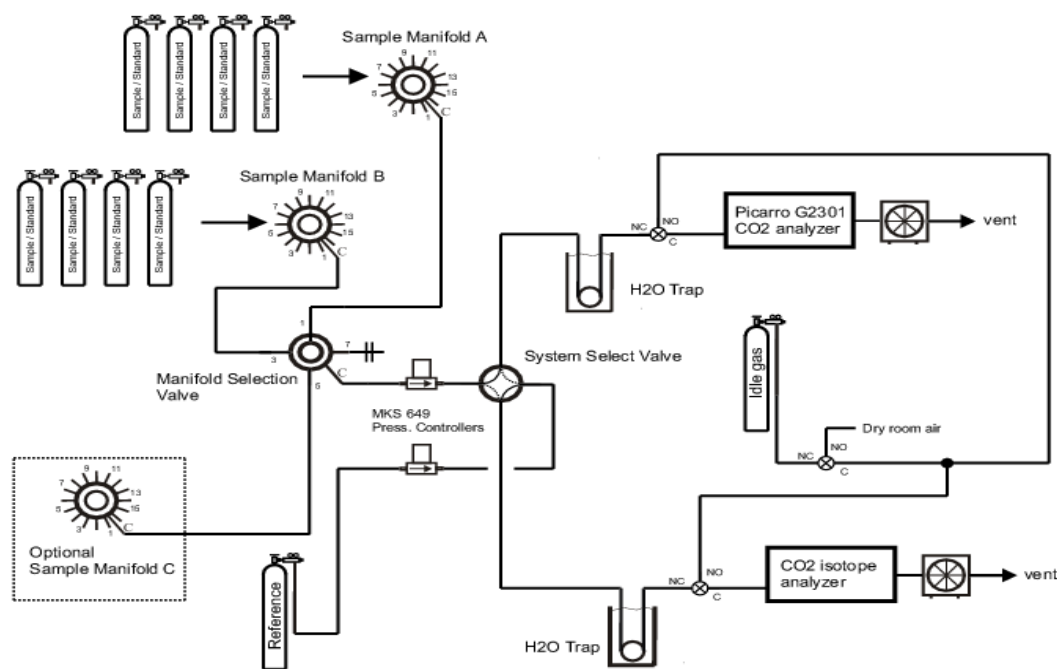 Sample / Standard
Sample / Standard
Sample / Standard
Sample / Standard
Sample Manifold A
1
3
5
7
9
11
13
15
C
Sample / Standard
Sample / Standard
Sample / Standard
Sample / Standard
Sample Manifold B
1
3
5
7
9
11
13
15
C
1
3
5
7
C
Manifold Selection
Valve
MKS 649
Press. Controllers
System Select Valve
H2O Trap
NC
NO
C
Picarro G2301
CO2 analyzer
vent
Idle gas
Dry room air
NC
NO
C
1
3
5
7
9
11
13
15
C
Optional
Sample Manifold C
Reference
H2O Trap
NC
NO
C
CO2 isotope
analyzer
vent